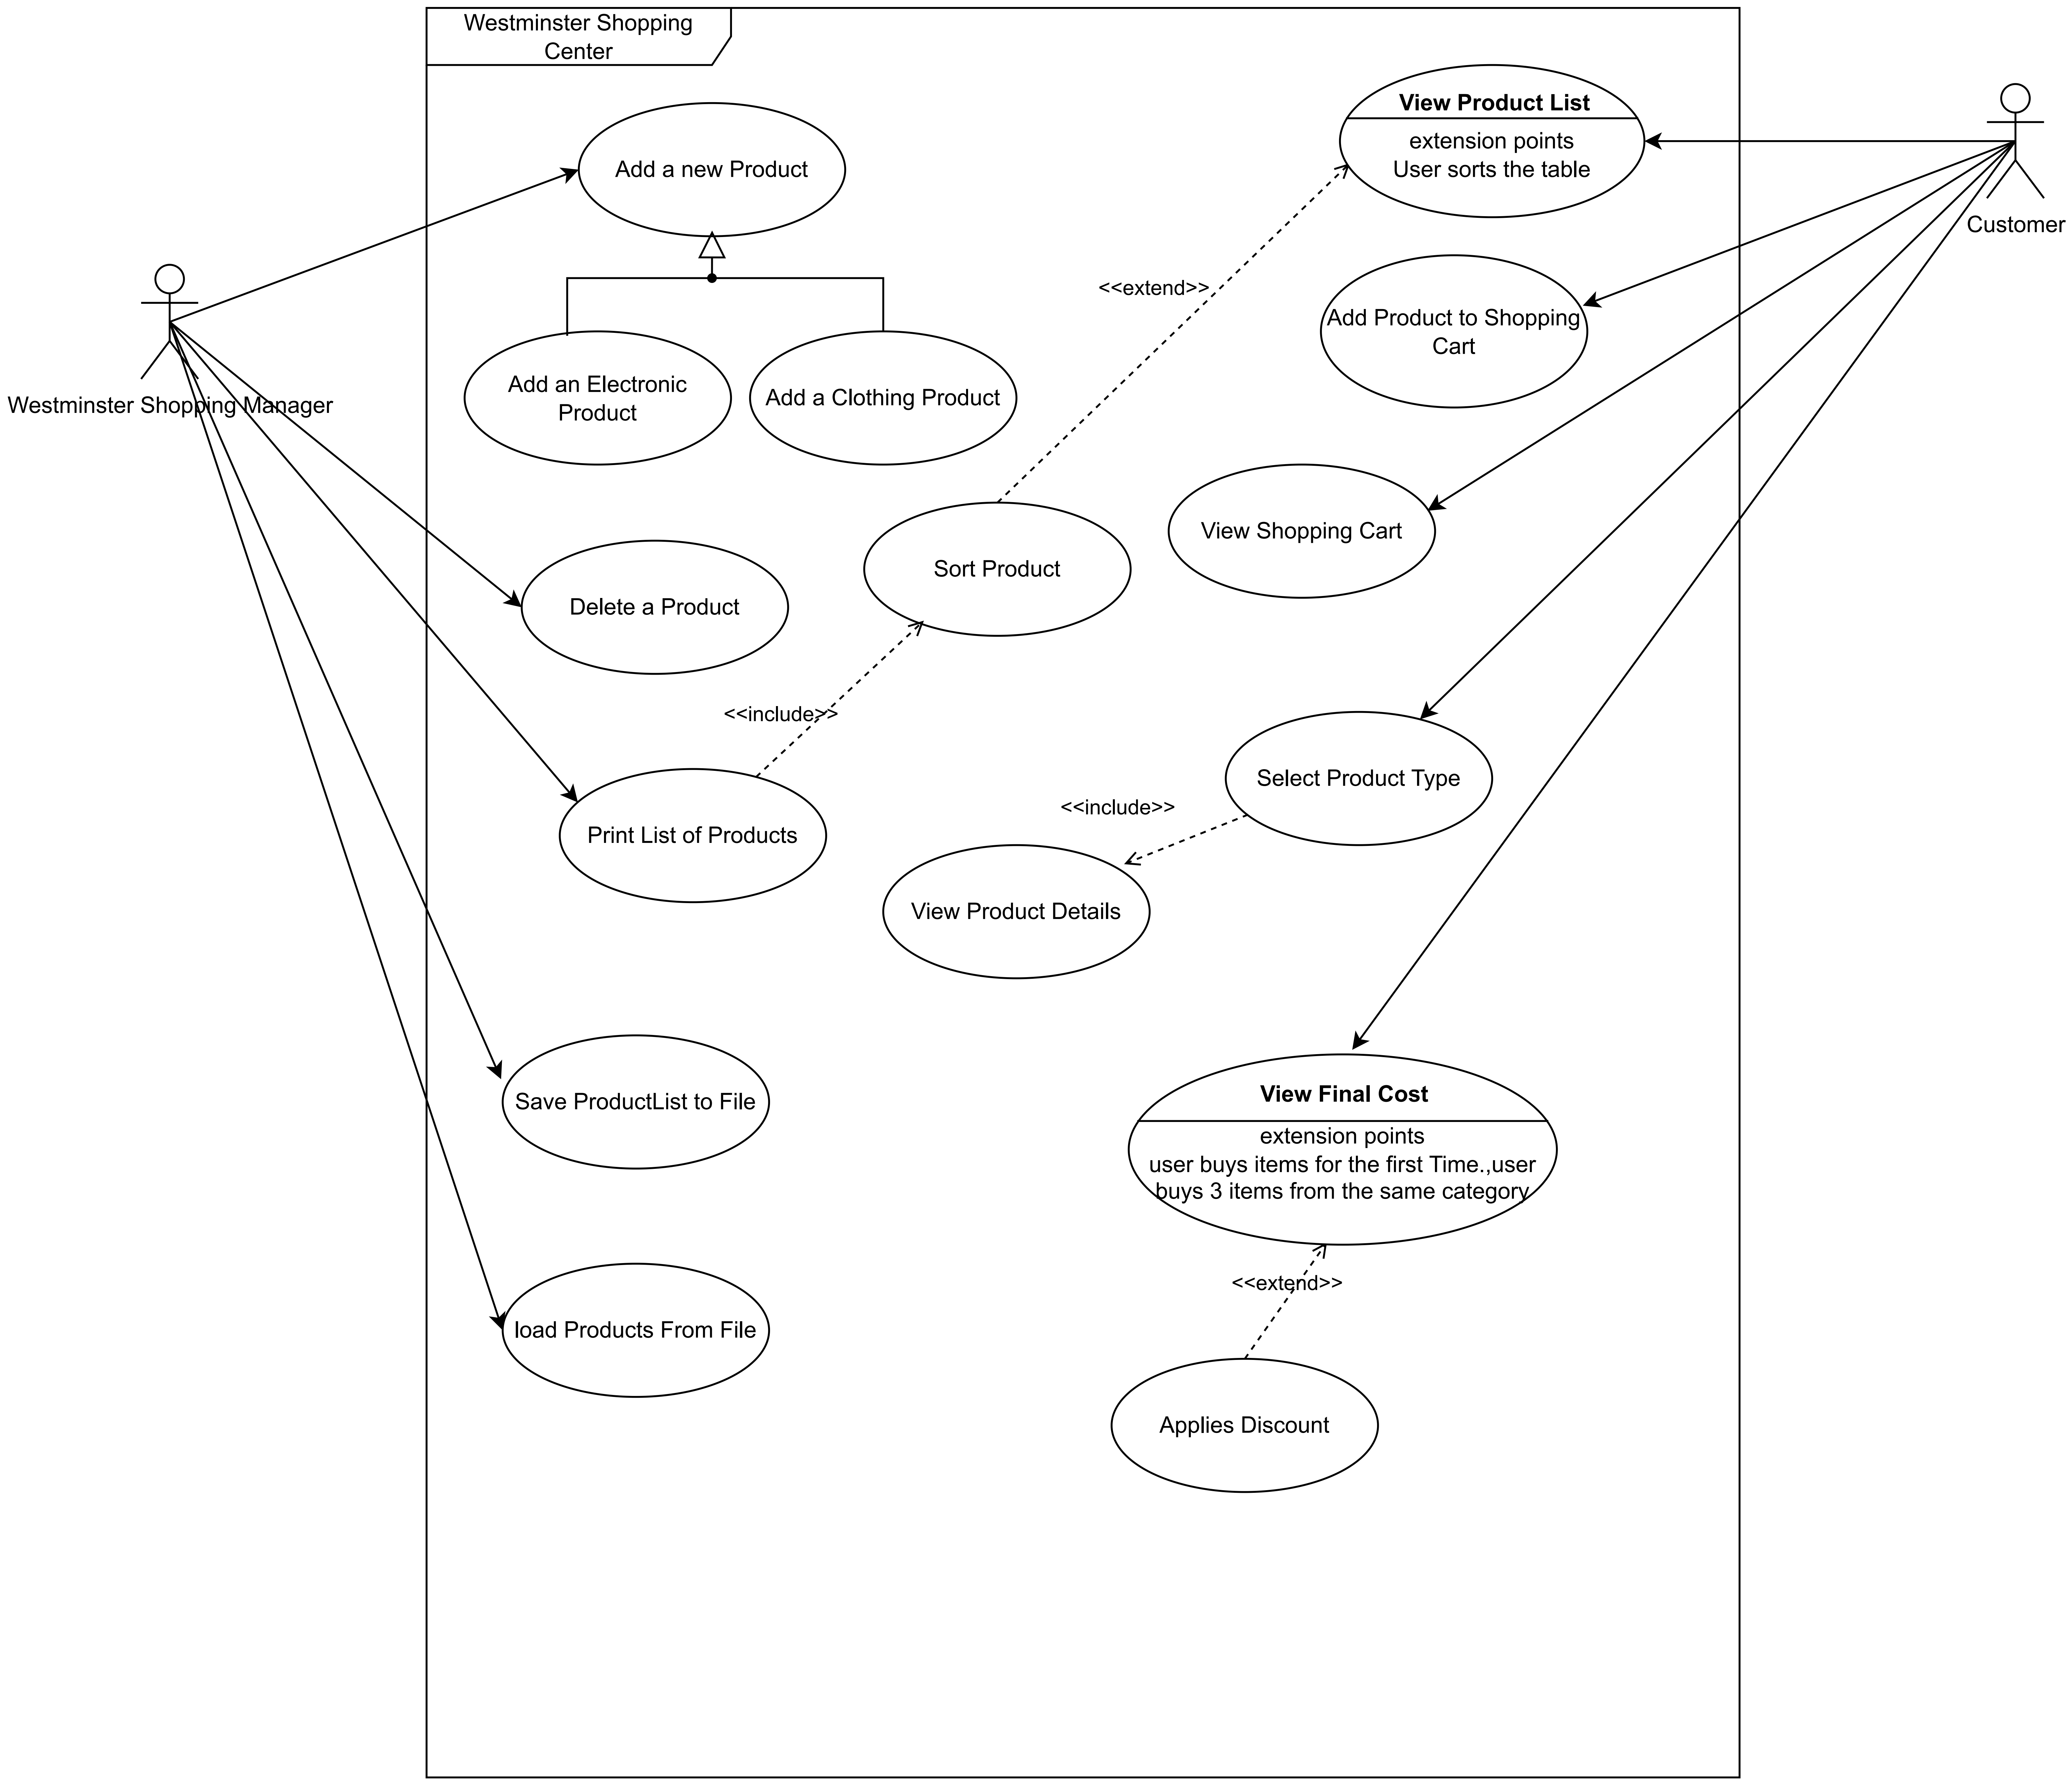 Westminster Shopping
Center
View Product List
extension points
User sorts the table
Customer
Add a new Product
<<extend>>
Add Product to Shopping
Cart
Westminster Shopping Manager
Add an Electronic
Product
Add a Clothing Product
View Shopping Cart
Sort Product
Delete a Product
<<include>>
Select Product Type
<<include>>
Print List of Products
View Product Details
Save ProductList to File
View Final Cost
extension points
user buys items for the first Time.,user
buys 3 items from the same category
<<extend>>
load Products From File
Applies Discount